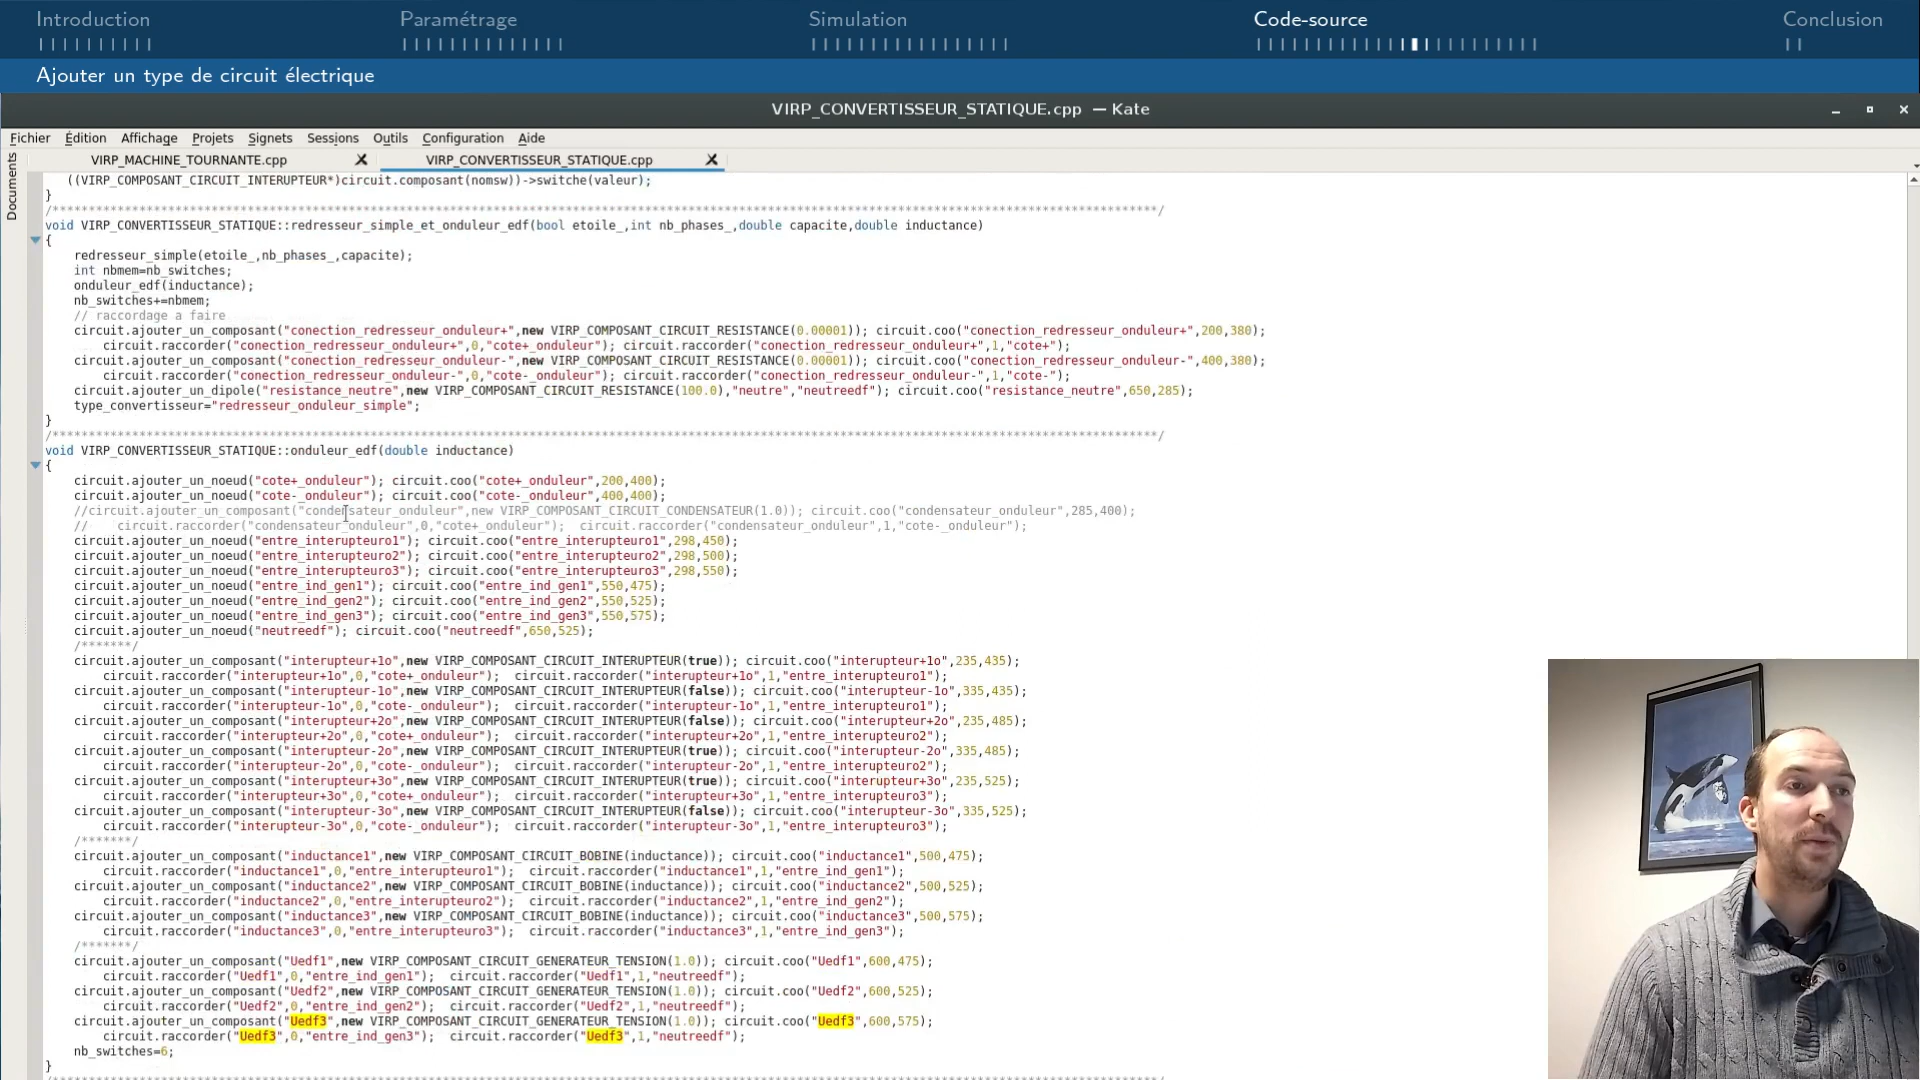 Introduction
Paramétrage
Simulation
Code-source
Conclusion
Ajouter un type de circuit électrique
VIRP_CONVERTISSEUR_STATIQUE.cpp — Kate
Fichier Édition Affichage Projets Signets Sessions Outils Configuration Aide
VIRP_MACHINE_TOURNANTE.cpp VIRP_CONVERTISSEUR_STATIQUE.cpp
Documents
((VIRP_COMPOSANT_CIRCUIT_INTERUPTEUR*)circuit.composant(nomsw))->switche(valeur);
}
/**********************************************************************************************************************************************************/
void VIRP_CONVERTISSEUR_STATIQUE::redresseur_simple_et_onduleur_edf(bool etoile_,int nb_phases_,double capacite,double inductance)
{
redresseur_simple(etoile_,nb_phases_,capacite);
int nbmem=nb_switches;
onduleur_edf(inductance);
nb_switches+=nbmem;
// raccordage a faire
circuit.ajouter_un_composant("conection_redresseur_onduleur+",new VIRP_COMPOSANT_CIRCUIT_RESISTANCE(0.00001)); circuit.coo("conection_redresseur_onduleur+",200,380);
circuit.raccorder("conection_redresseur_onduleur+",0,"cote+_onduleur"); circuit.raccorder("conection_redresseur_onduleur+",1,"cote+");
circuit.ajouter_un_composant("conection_redresseur_onduleur-",new VIRP_COMPOSANT_CIRCUIT_RESISTANCE(0.00001)); circuit.coo("conection_redresseur_onduleur-",400,380);
circuit.raccorder("conection_redresseur_onduleur-",0,"cote-_onduleur"); circuit.raccorder("conection_redresseur_onduleur-",1,"cote-");
circuit.ajouter_un_dipole("resistance_neutre",new VIRP_COMPOSANT_CIRCUIT_RESISTANCE(100.0),"neutre","neutreedf"); circuit.coo("resistance_neutre",650,285);
type_convertisseur="redresseur_onduleur_simple";
}
/**********************************************************************************************************************************************************/
void VIRP_CONVERTISSEUR_STATIQUE::onduleur_edf(double inductance)
{
circuit.ajouter_un_noeud("cote+_onduleur"); circuit.coo("cote+_onduleur",200,400);
circuit.ajouter_un_noeud("cote-_onduleur"); circuit.coo("cote-_onduleur",400,400);
//circuit.ajouter_un_composant("condensateur_onduleur",new VIRP_COMPOSANT_CIRCUIT_CONDENSATEUR(1.0)); circuit.coo("condensateur_onduleur",285,400);
// circuit.raccorder("condensateur_onduleur",0,"cote+_onduleur"); circuit.raccorder("condensateur_onduleur",1,"cote-_onduleur");
circuit.ajouter_un_noeud("entre_interupteuro1"); circuit.coo("entre_interupteuro1",298,450);
circuit.ajouter_un_noeud("entre_interupteuro2"); circuit.coo("entre_interupteuro2",298,500);
circuit.ajouter_un_noeud("entre_interupteuro3"); circuit.coo("entre_interupteuro3",298,550);
circuit.ajouter_un_noeud("entre_ind_gen1"); circuit.coo("entre_ind_gen1",550,475);
circuit.ajouter_un_noeud("entre_ind_gen2"); circuit.coo("entre_ind_gen2",550,525);
circuit.ajouter_un_noeud("entre_ind_gen3"); circuit.coo("entre_ind_gen3",550,575);
circuit.ajouter_un_noeud("neutreedf"); circuit.coo("neutreedf",650,525);
/*******/
circuit.ajouter_un_composant("interupteur+1o",new VIRP_COMPOSANT_CIRCUIT_INTERUPTEUR(true)); circuit.coo("interupteur+1o",235,435);
circuit.raccorder("interupteur+1o",0,"cote+_onduleur"); circuit.raccorder("interupteur+1o",1,"entre_interupteuro1");
circuit.ajouter_un_composant("interupteur-1o",new VIRP_COMPOSANT_CIRCUIT_INTERUPTEUR(false)); circuit.coo("interupteur-1o",335,435);
circuit.raccorder("interupteur-1o",0,"cote-_onduleur"); circuit.raccorder("interupteur-1o",1,"entre_interupteuro1");
circuit.ajouter_un_composant("interupteur+2o",new VIRP_COMPOSANT_CIRCUIT_INTERUPTEUR(false)); circuit.coo("interupteur+2o",235,485);
circuit.raccorder("interupteur+2o",0,"cote+_onduleur"); circuit.raccorder("interupteur+2o",1,"entre_interupteuro2");
circuit.ajouter_un_composant("interupteur-2o",new VIRP_COMPOSANT_CIRCUIT_INTERUPTEUR(true)); circuit.coo("interupteur-2o",335,485);
circuit.raccorder("interupteur-2o",0,"cote-_onduleur"); circuit.raccorder("interupteur-2o",1,"entre_interupteuro2");
circuit.ajouter_un_composant("interupteur+3o",new VIRP_COMPOSANT_CIRCUIT_INTERUPTEUR(true)); circuit.coo("interupteur+3o",235,525);
circuit.raccorder("interupteur+3o",0,"cote+_onduleur"); circuit.raccorder("interupteur+3o",1,"entre_interupteuro3");
circuit.ajouter_un_composant("interupteur-3o",new VIRP_COMPOSANT_CIRCUIT_INTERUPTEUR(false)); circuit.coo("interupteur-3o",335,525);
circuit.raccorder("interupteur-3o",0,"cote-_onduleur"); circuit.raccorder("interupteur-3o",1,"entre_interupteuro3");
/*******/
circuit.ajouter_un_composant("inductance1",new VIRP_COMPOSANT_CIRCUIT_BOBINE(inductance)); circuit.coo("inductance1",500,475);
circuit.raccorder("inductance1",0,"entre_interupteuro1"); circuit.raccorder("inductance1",1,"entre_ind_gen1");
circuit.ajouter_un_composant("inductance2",new VIRP_COMPOSANT_CIRCUIT_BOBINE(inductance)); circuit.coo("inductance2",500,525);
circuit.raccorder("inductance2",0,"entre_interupteuro2"); circuit.raccorder("inductance2",1,"entre_ind_gen2");
circuit.ajouter_un_composant("inductance3",new VIRP_COMPOSANT_CIRCUIT_BOBINE(inductance)); circuit.coo("inductance3",500,575);
circuit.raccorder("inductance3",0,"entre_interupteuro3"); circuit.raccorder("inductance3",1,"entre_ind_gen3");
/*******/
circuit.ajouter_un_composant("Uedf1",new VIRP_COMPOSANT_CIRCUIT_GENERATEUR_TENSION(1.0)); circuit.coo("Uedf1",600,475);
circuit.raccorder("Uedf1",0,"entre_ind_gen1"); circuit.raccorder("Uedf1",1,"neutreedf");
circuit.ajouter_un_composant("Uedf2",new VIRP_COMPOSANT_CIRCUIT_GENERATEUR_TENSION(1.0)); circuit.coo("Uedf2",600,525);
circuit.raccorder("Uedf2",0,"entre_ind_gen2"); circuit.raccorder("Uedf2",1,"neutreedf");
circuit.ajouter_un_composant("Uedf3",new VIRP_COMPOSANT_CIRCUIT_GENERATEUR_TENSION(1.0)); circuit.coo("Uedf3",600,575);
circuit.raccorder("Uedf3",0,"entre_ind_gen3"); circuit.raccorder("Uedf3",1,"neutreedf");
nb_switches=6;
}